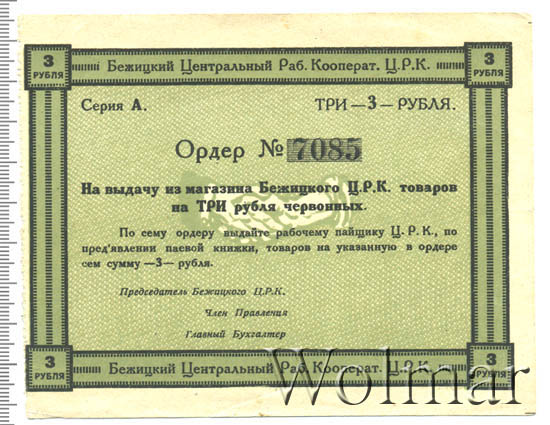 3 РУБЛЯ
Бежицкий Центральный Раб. Кооперат. Ц.Р.К.
3 РУБЛЯ
Серия А. ТРИ —3— РУБЛЯ.
Ордер № 7085
На выдачу из магазина Бежицкого Ц.Р.К. товаров
на ТРИ рубля червонных.
По сему ордеру выдайте рабочему пайщику Ц.Р.К., по
пред'явлении паевой книжки, товаров на указанную в ордере
сем сумму —3— рубля.
Председатель Бежицкого Ц.Р.К.
Член Правления
Главный Бухгалтер
3 РУБЛЯ
Бежицкий Центральный Раб. Кооперат. Ц.Р.К.
3 РУБЛЯ
Wolmar